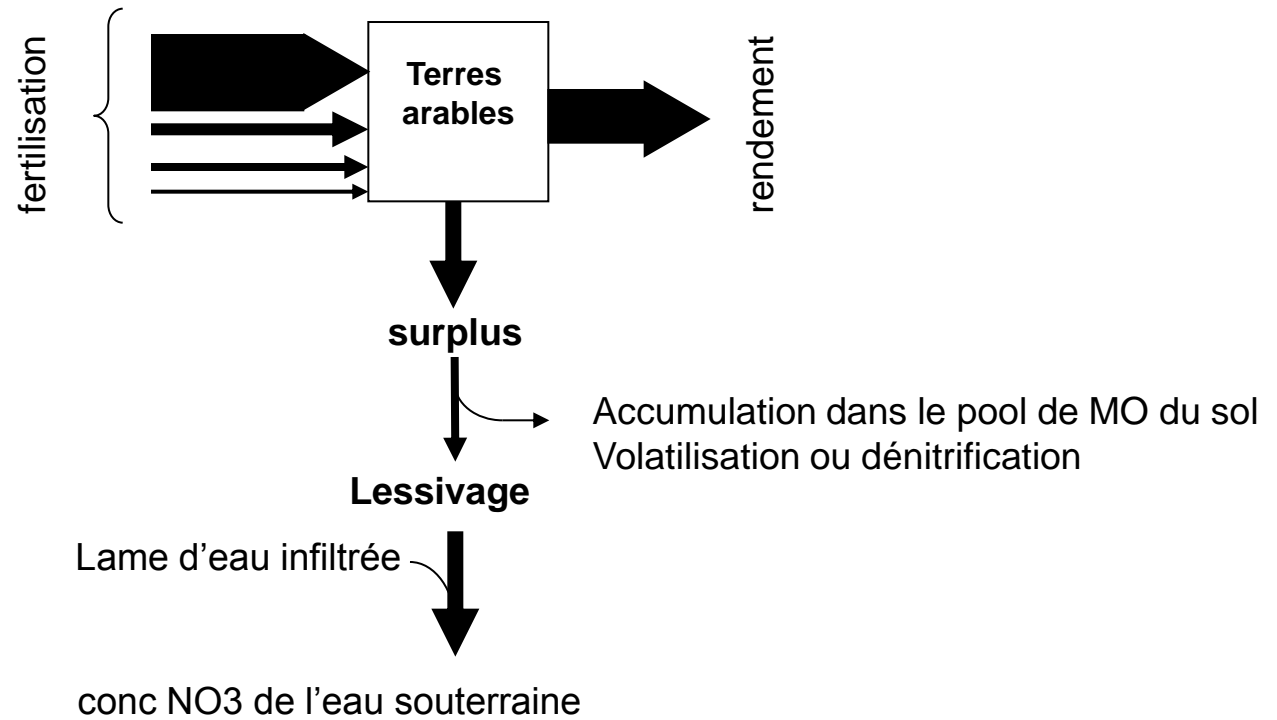 fertilisation
Terres
arables
rendement
surplus
Accumulation dans le pool de MO du sol
Volatilisation ou dénitrification
Lessivage
Lame d’eau infiltrée
conc NO3 de l’eau souterraine